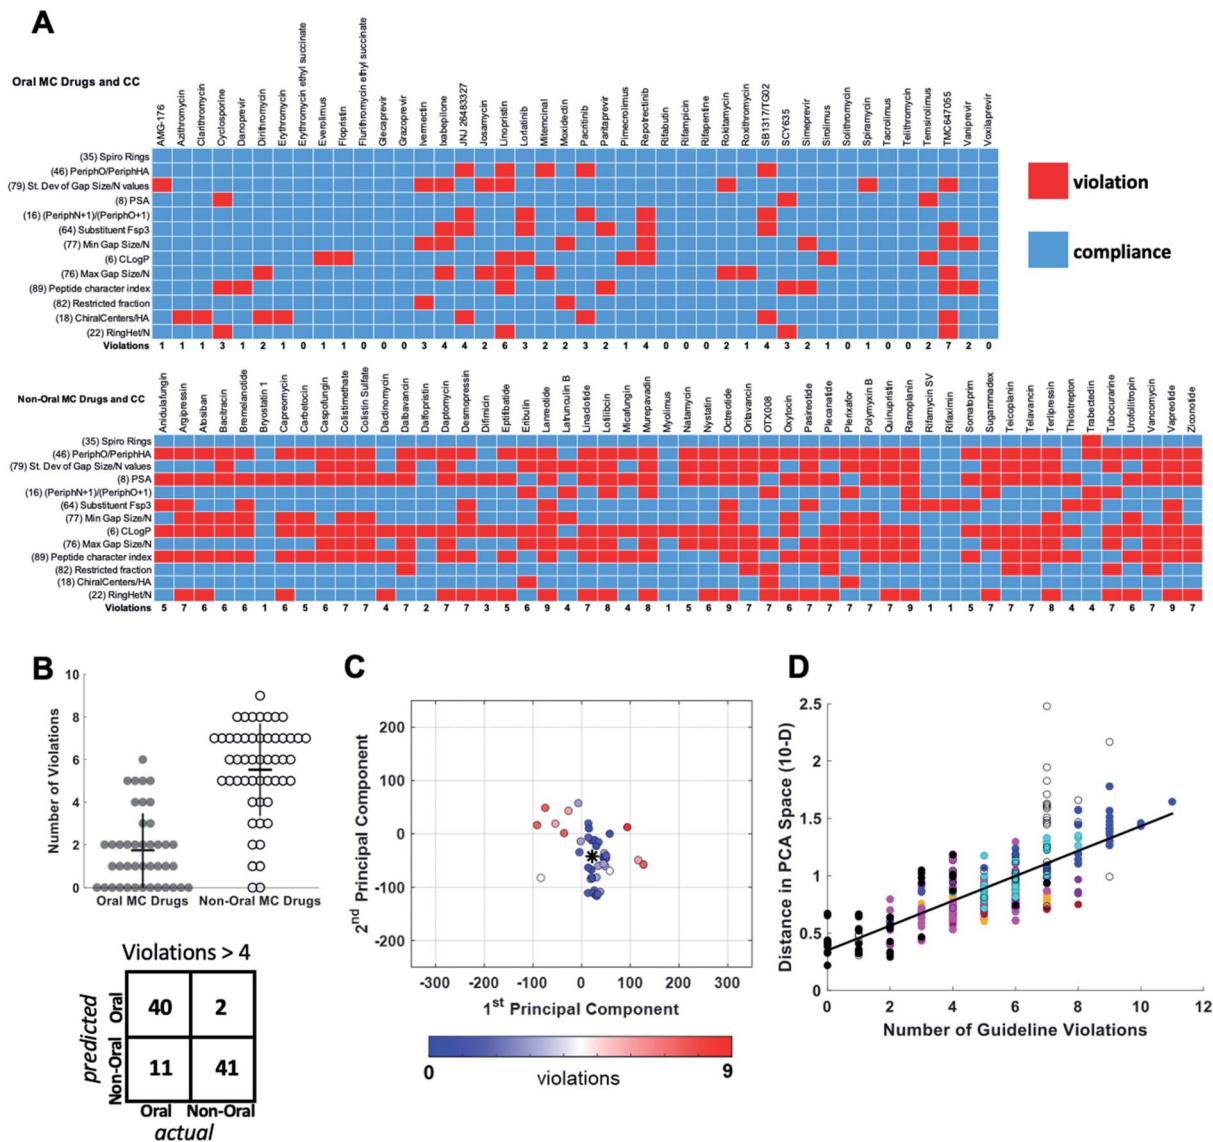 A
Oral MC Drugs and CC
AMG-176
Azithromycin
Clarithromycin
Cyclosporine
Danoprevir
Dirithromycin
Erythromycin
Erythromycin ethyl succinate
Everolimus
Flopristin
Flurithromycin ethyl succinate
Glecaprevir
Grazoprevir
Ivermectin
Ixabepilone
JNJ 26483327
Josamycin
Linopristin
Lorlatinib
Mitemcinal
Moxidectin
Pacritinib
Paritaprevir
Pimecrolimus
Repotrectinib
Rifabutin
Rifampicin
Rifapentine
Rokitamycin
Roxithromycin
SB1317/TG02
SCY635
Simeprevir
Sirolimus
Solithromycin
Spiramycin
Tacrolimus
Telithromycin
Temsirolimus
TMC647055
Vaniprevir
Voxilaprevir
(35) Spiro Rings
(46) PeriphO/PeriphHA
(79) St. Dev of Gap Size/N values
(8) PSA
(16) (PeriphN+1)/(PeriphO+1)
(64) Substituent Fsp3
(77) Min Gap Size/N
(6) CLogP
(76) Max Gap Size/N
(89) Peptide character index
(82) Restricted fraction
(18) ChiralCenters/HA
(22) RingHet/N
Violations 1 1 1 3 1 2 1 0 1 1 0 0 0 3 4 4 2 6 3 2 2 3 2 1 4 0 0 0 2 1 4 3 2 1 0 1 0 0 2 7 2 0
violation
compliance
Non-Oral MC Drugs and CC
Anidulafungin
Argipressin
Atosiban
Bacitracin
Bremelanotide
Bryostatin 1
Capreomycin
Carbetocin
Caspofungin
Colistimethate
Colistin Sulfate
Dactinomycin
Dalbavancin
Dalfopristin
Daptomycin
Desmopressin
Difimicin
Eptifibatide
Eribulin
Lanreotide
Latrunculin B
Linaclotide
Lotilibcin
Micafungin
Murepavadin
Myolimus
Natamycin
Nystatin
Octreotide
Oritavancin
OTX008
Oxytocin
Pasireotide
Plecanatide
Plerixafor
Polymyxin B
Quinupristin
Ramoplanin
Rifamycin SV
Rifaximin
Somatoprim
Sugammadex
Teicoplanin
Telavancin
Terlipressin
Thiostrepton
Trabectedin
Tubocurarine
Urofollitropin
Vancomycin
Vapreotide
Ziconotide
(35) Spiro Rings
(46) PeriphO/PeriphHA
(79) St. Dev of Gap Size/N values
(8) PSA
(16) (PeriphN+1)/(PeriphO+1)
(64) Substituent Fsp3
(77) Min Gap Size/N
(6) CLogP
(76) Max Gap Size/N
(89) Peptide character index
(82) Restricted fraction
(18) ChiralCenters/HA
(22) RingHet/N
Violations 5 7 6 6 6 1 6 5 6 7 7 4 7 2 7 7 3 5 6 9 4 7 8 4 8 1 5 6 9 7 7 6 7 7 7 7 7 9 1 1 5 7 7 7 8 4 4 7 6 7 9 7
B
Number of Violations
10
8
6
4
2
0
Oral MC Drugs Non-Oral MC Drugs
Violations > 4
predicted
Oral
Non-Oral
40 2
11 41
Oral Non-Oral
actual
C
2nd Principal Component
200
100
0
-100
-200
-300 -200 -100 0 100 200 300
1st Principal Component
0 9
violations
D
Distance in PCA Space (10-D)
2.5
2
1.5
1
0.5
0
0 2 4 6 8 10 12
Number of Guideline Violations